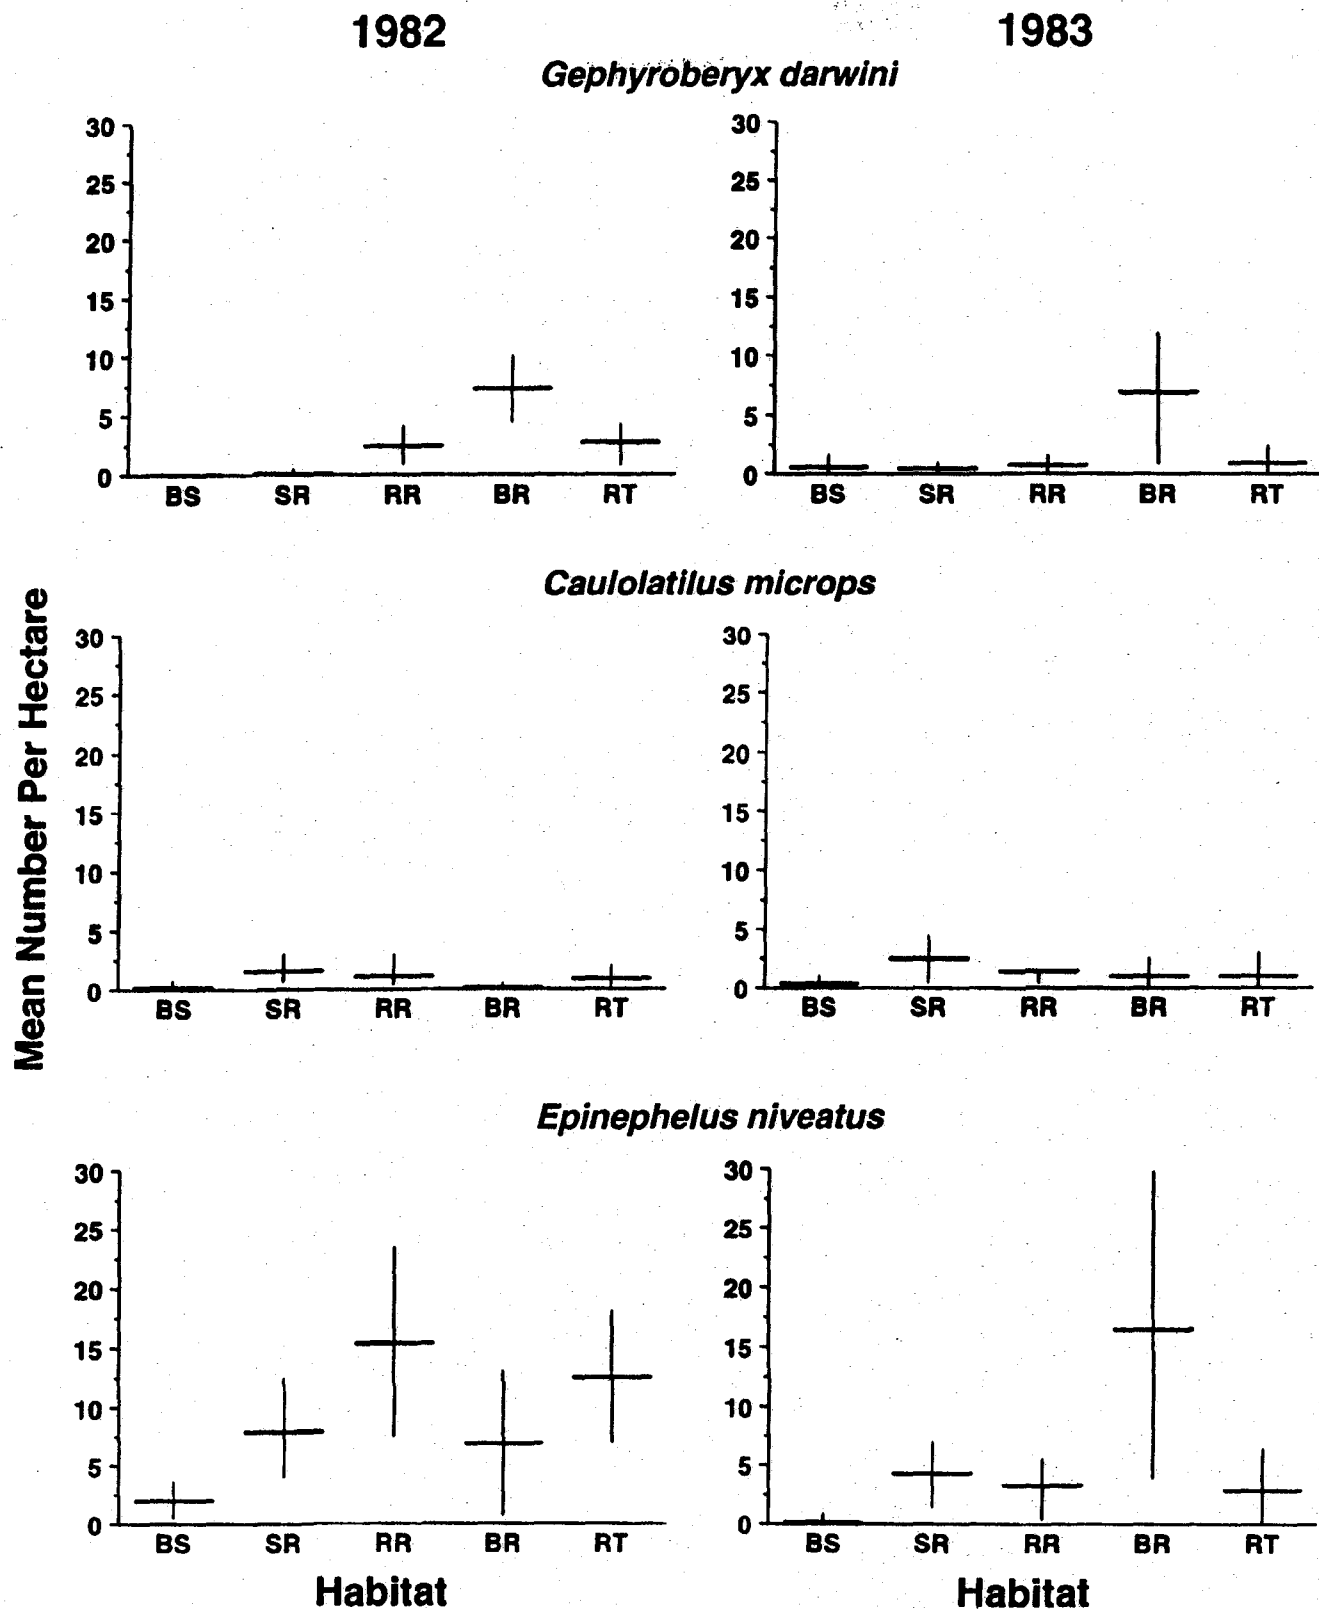 1982 1983
Gephyroberyx darwini
30 30
25 25
20 20
15 15
10 10
5 5
0 0
BS SR RR BR RT BS SR RR BR RT
Caulolatilus microps
Mean Number Per Hectare
30 30
25 25
20 20
15 15
10 10
5 5
0 0
BS SR RR BR RT BS SR RR BR RT
Epinephelus niveatus
30 30
25 25
20 20
15 15
10 10
5 5
0 0
BS SR RR BR RT BS SR RR BR RT
Habitat Habitat